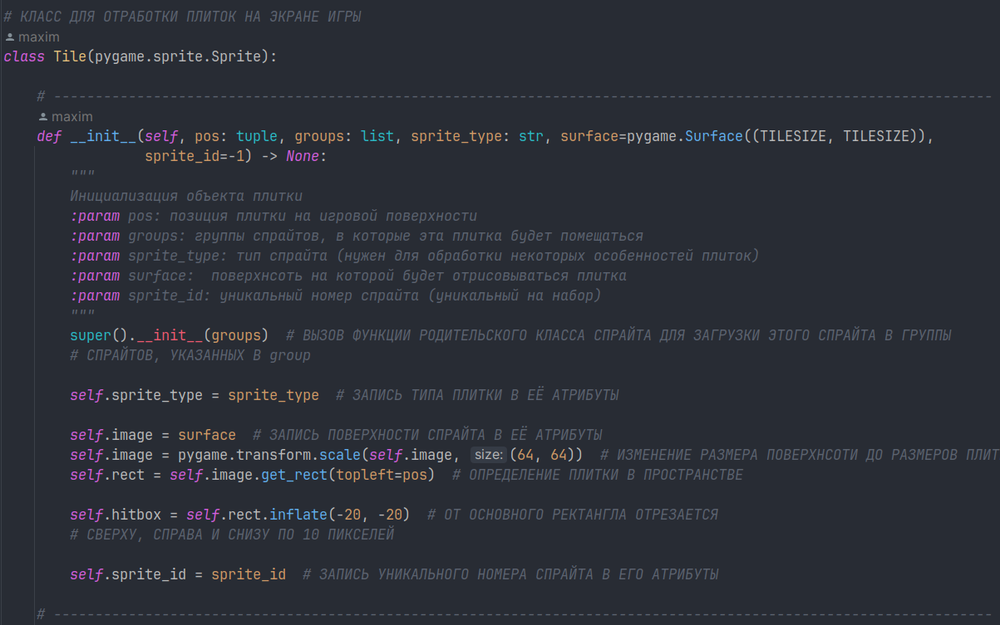 # КЛАСС ДЛЯ ОТРАБОТКИ ПЛИТОК НА ЭКРАНЕ ИГРЫ
maxim
class Tile(pygame.sprite.Sprite):
# -----------------------------------------------------------------------------------------------------------------
maxim
def __init__(self, pos: tuple, groups: list, sprite_type: str, surface=pygame.Surface((TILESIZE, TILESIZE)),
sprite_id=-1) -> None:
"""
Инициализация объекта плитки
:param pos: позиция плитки на игровой поверхности
:param groups: группы спрайтов, в которые эта плитка будет помещаться
:param sprite_type: тип спрайта (нужен для обработки некоторых особенностей плиток)
:param surface:  поверхнсоть на которой будет отрисовываться плитка
:param sprite_id: уникальный номер спрайта (уникальный на набор)
"""
super().__init__(groups)  # ВЫЗОВ ФУНКЦИИ РОДИТЕЛЬСКОГО КЛАССА СПРАЙТА ДЛЯ ЗАГРУЗКИ ЭТОГО СПРАЙТА В ГРУППЫ
# СПРАЙТОВ, УКАЗАННЫХ В group
self.sprite_type = sprite_type  # ЗАПИСЬ ТИПА ПЛИТКИ В ЕЁ АТРИБУТЫ
self.image = surface  # ЗАПИСЬ ПОВЕРХНОСТИ СПРАЙТА В ЕЁ АТРИБУТЫ
self.image = pygame.transform.scale(self.image, size: (64, 64))  # ИЗМЕНЕНИЕ РАЗМЕРА ПОВЕРХНСОТИ ДО РАЗМЕРОВ ПЛИТ
self.rect = self.image.get_rect(topleft=pos)  # ОПРЕДЕЛЕНИЕ ПЛИТКИ В ПРОСТРАНСТВЕ
self.hitbox = self.rect.inflate(-20, -20)  # ОТ ОСНОВНОГО РЕКТАНГЛА ОТРЕЗАЕТСЯ
# СВЕРХУ, СПРАВА И СНИЗУ ПО 10 ПИКСЕЛЕЙ
self.sprite_id = sprite_id  # ЗАПИСЬ УНИКАЛЬНОГО НОМЕРА СПРАЙТА В ЕГО АТРИБУТЫ
# -----------------------------------------------------------------------------------------------------------------